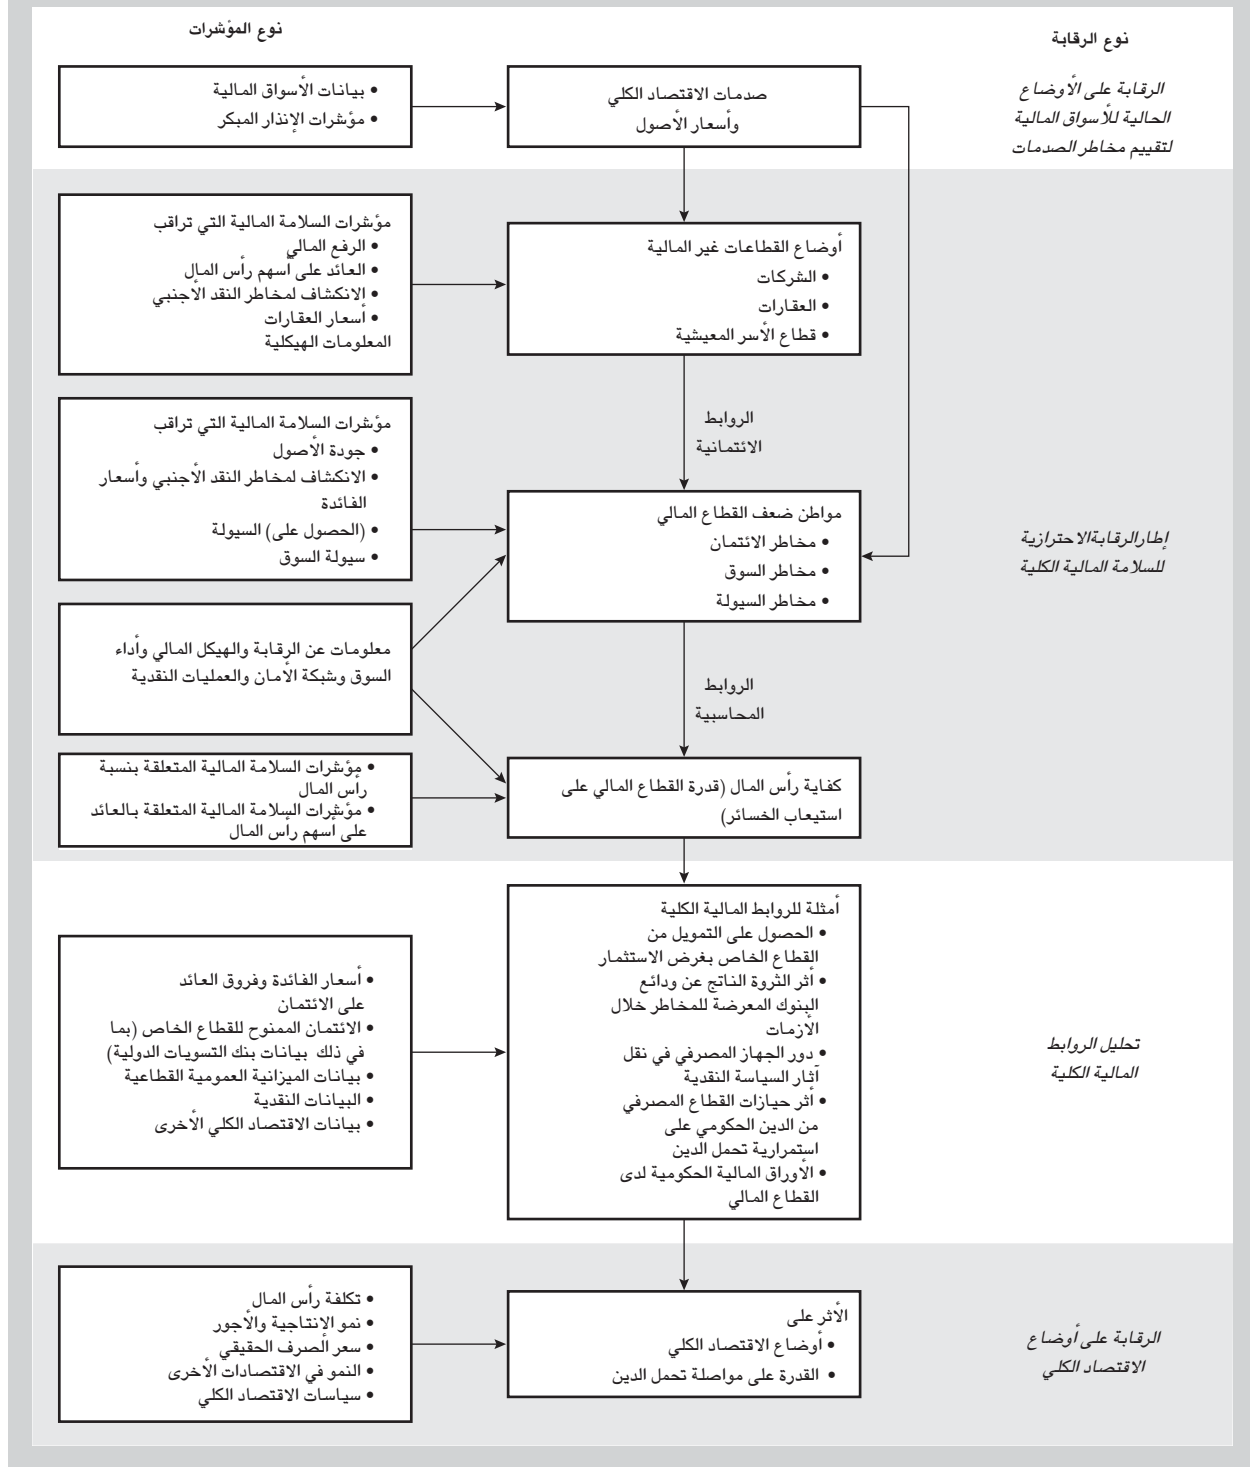 نوع الرقابة
نوع المؤشرات
الرقابة على الأوضاع
الحالية للأسواق المالية
لتقييم مخاطر الصدمات
صدمات الاقتصاد الكلي
وأسعار الأصول
• بيانات الأسواق المالية
• مؤشرات الإنذار المبكر
إطار الرقابة الاحترازية
للسلامة المالية الكلية
أوضاع القطاعات غير المالية
• الشركات
• العقارات
• قطاع الأسر المعيشية
مؤشرات السلامة المالية التي تراقب
• الرفع المالي
• العائد على أسهم رأس المال
• الانكشاف لمخاطر النقد الأجنبي
• أسعار العقارات
المعلومات الهيكلية
الروابط
الائتمانية
مواطن ضعف القطاع المالي
• مخاطر الائتمان
• مخاطر السوق
• مخاطر السيولة
مؤشرات السلامة المالية التي تراقب
• جودة الأصول
• الانكشاف لمخاطر النقد الأجنبي وأسعار
الفائدة
• (الحصول على) السيولة
• سيولة السوق
معلومات عن الرقابة والهيكل المالي وأداء
السوق وشبكة الأمان والعمليات النقدية
الروابط
المحاسبية
كفاية رأس المال (قدرة القطاع المالي على
استيعاب الخسائر)
• مؤشرات السلامة المالية المتعلقة بنسبة
رأس المال
• مؤشرات السلامة المالية المتعلقة بالعائد
على أسهم رأس المال
تحليل الروابط
المالية الكلية
أمثلة للروابط المالية الكلية
• الحصول على التمويل من
القطاع الخاص بغرض الاستثمار
• أثر الثروة الناتج عن ودائع
البنوك المعرضة للمخاطر خلال
الأزمات
• دور الجهاز المصرفي في نقل
آثار السياسة النقدية
• أثر حيازات القطاع المصرفي
من الدين الحكومي على
استمرارية تحمل الدين
• الأوراق المالية الحكومية لدى
القطاع المالي
• أسعار الفائدة وفروق العائد
على الائتمان
• الائتمان الممنوح للقطاع الخاص (بما
في ذلك بيانات بنك التسويات الدولية)
• بيانات الميزانية العمومية القطاعية
• البيانات النقدية
• بيانات الاقتصاد الكلي الأخرى
الرقابة على أوضاع
الاقتصاد الكلي
الأثر على
• أوضاع الاقتصاد الكلي
• القدرة على مواصلة تحمل الدين
• تكلفة رأس المال
• نمو الإنتاجية والأجور
• سعر الصرف الحقيقي
• النمو في الاقتصادات الأخرى
• سياسات الاقتصاد الكلي